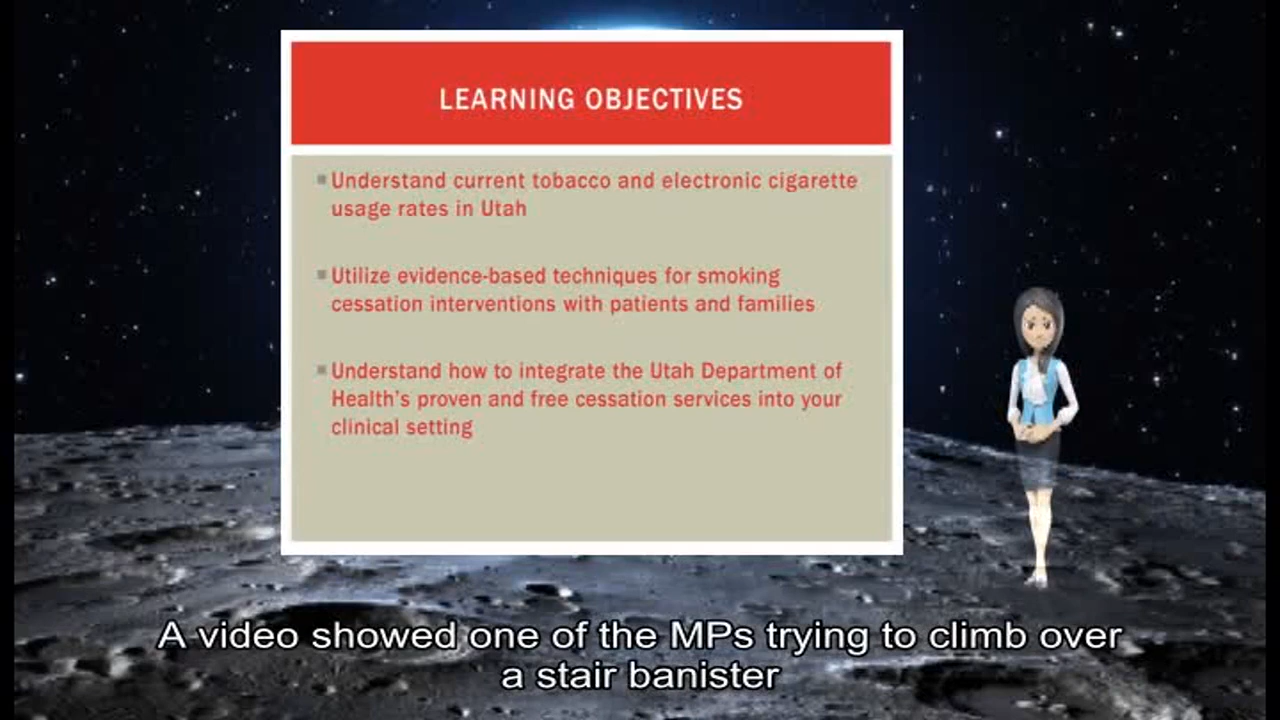 LEARNING OBJECTIVES
Understand current tobacco and electronic cigarette
usage rates in Utah
Utilize evidence-based techniques for smoking
cessation interventions with patients and families
Understand how to integrate the Utah Department of
Health's proven and free cessation services into your
clinical setting
A video showed one of the MPs trying to climb over
a stair banister